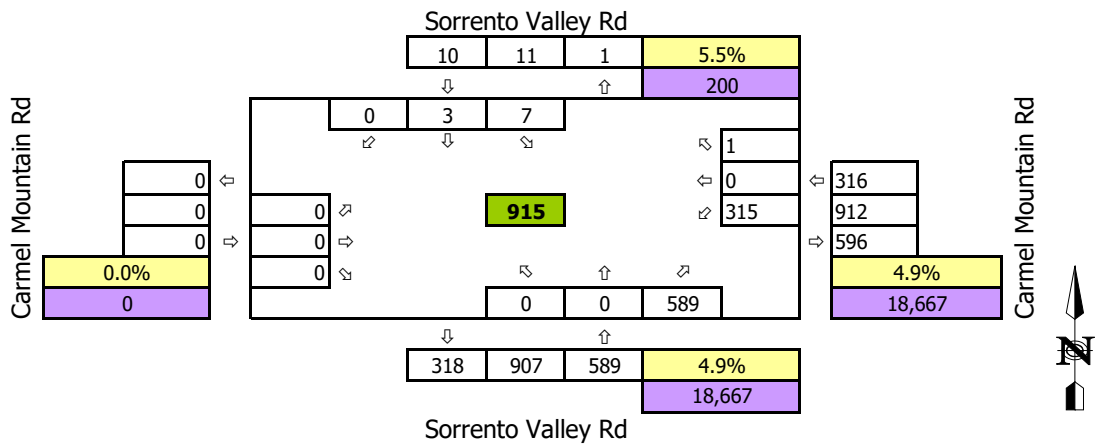 Sorrento Valley Rd
10 11 1 5.5%
⇩ ⇧ 200
0 3 7
⬃ ⇩ ⬂
Carmel Mountain Rd
0 ⇦
0
0 ⇨
0.0%
0
0 ⬀
0 ⇨
0 ⬂
915
⬁ 1
⇦ 0
⬃ 315
⇦ 316
912
⇨ 596
4.9%
18,667
Carmel Mountain Rd
⬁ ⇧ ⬀
0 0 589
⇩ ⇧
318 907 589 4.9%
18,667
Sorrento Valley Rd
N